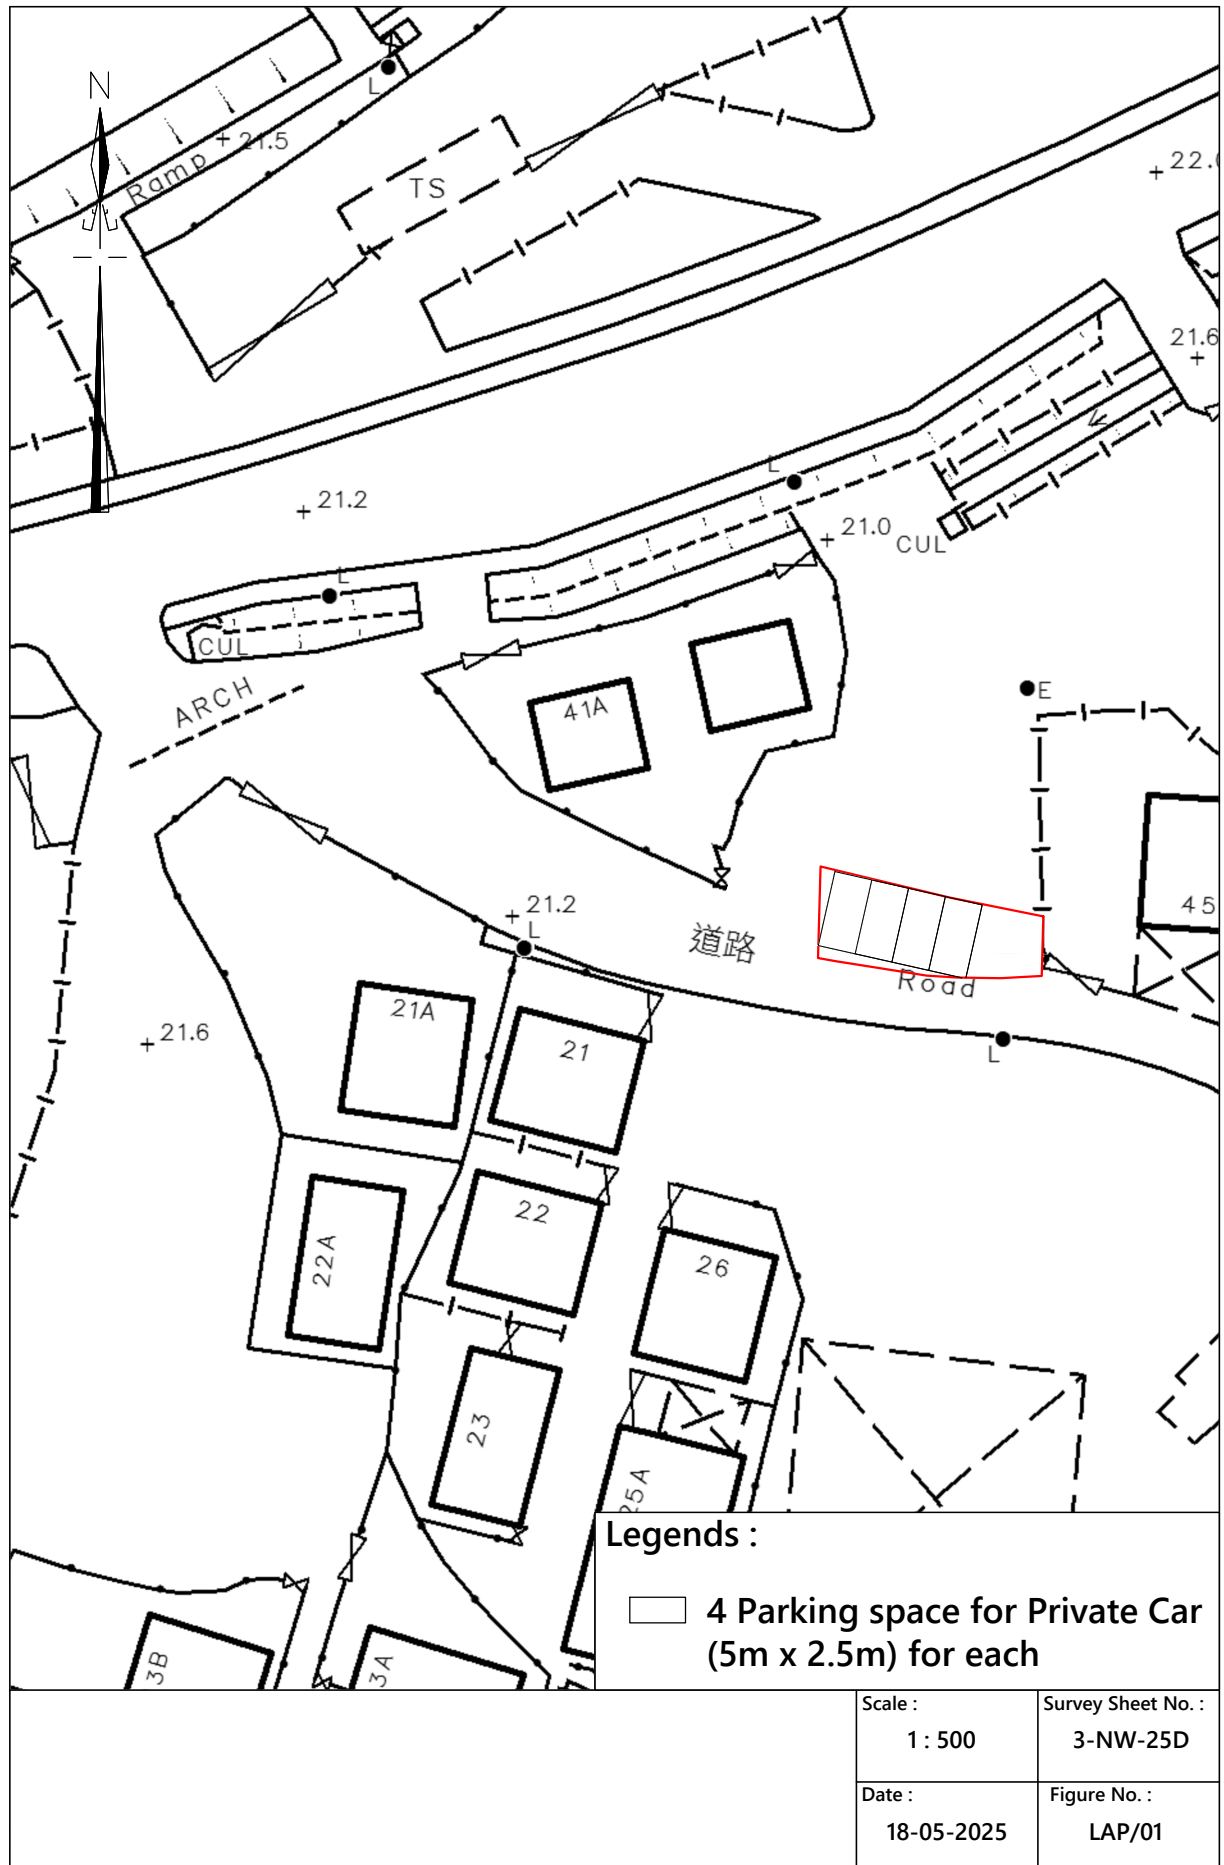 N
L
21.5
Ramp
TS
22.0
21.6
L
21.2
21.0
CUL
L
CUL
ARCH
41A
E
45
21.2
L
道路
Road
21A
21
21.6
L
22
22A
26
23
25A
3B
3A
Legends :
4 Parking space for Private Car
(5m x 2.5m) for each
Scale :
1 : 500
Survey Sheet No. :
3-NW-25D
Date :
18-05-2025
Figure No. :
LAP/01